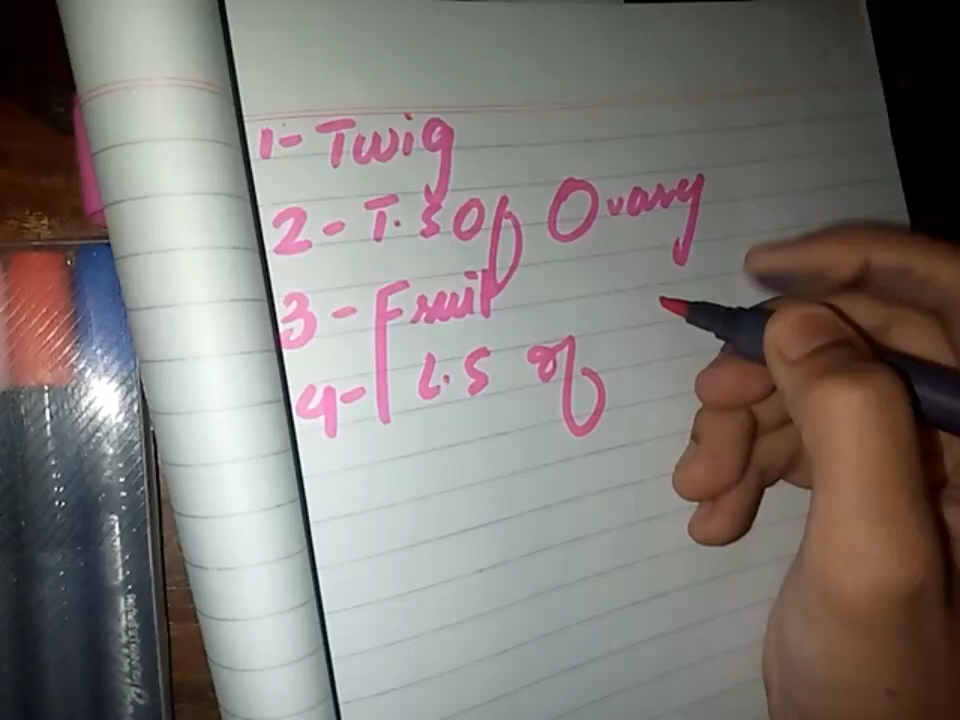 1- Twig
2- T.S Of Ovary
3- Fruit
4- L.S of